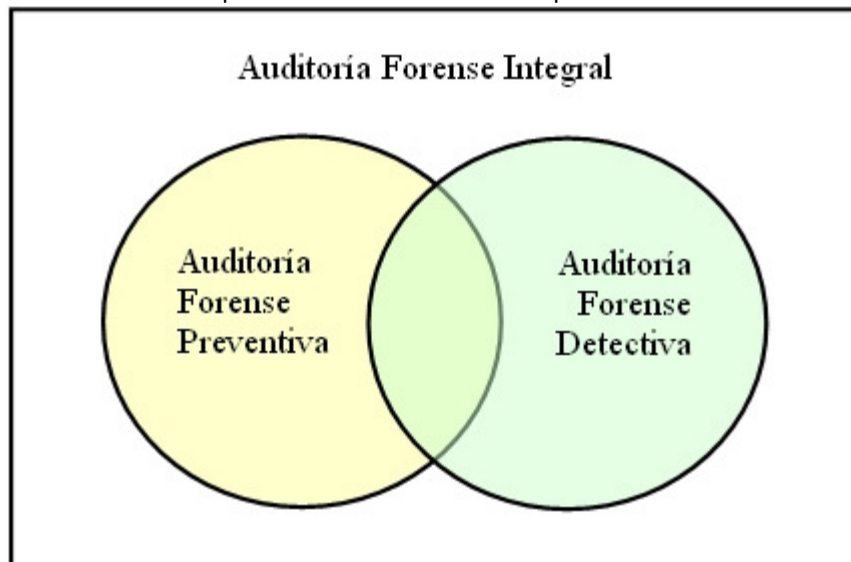 Auditoría Forense Integral
Auditoría
Forense
Preventiva
Auditoría
Forense
Detectiva